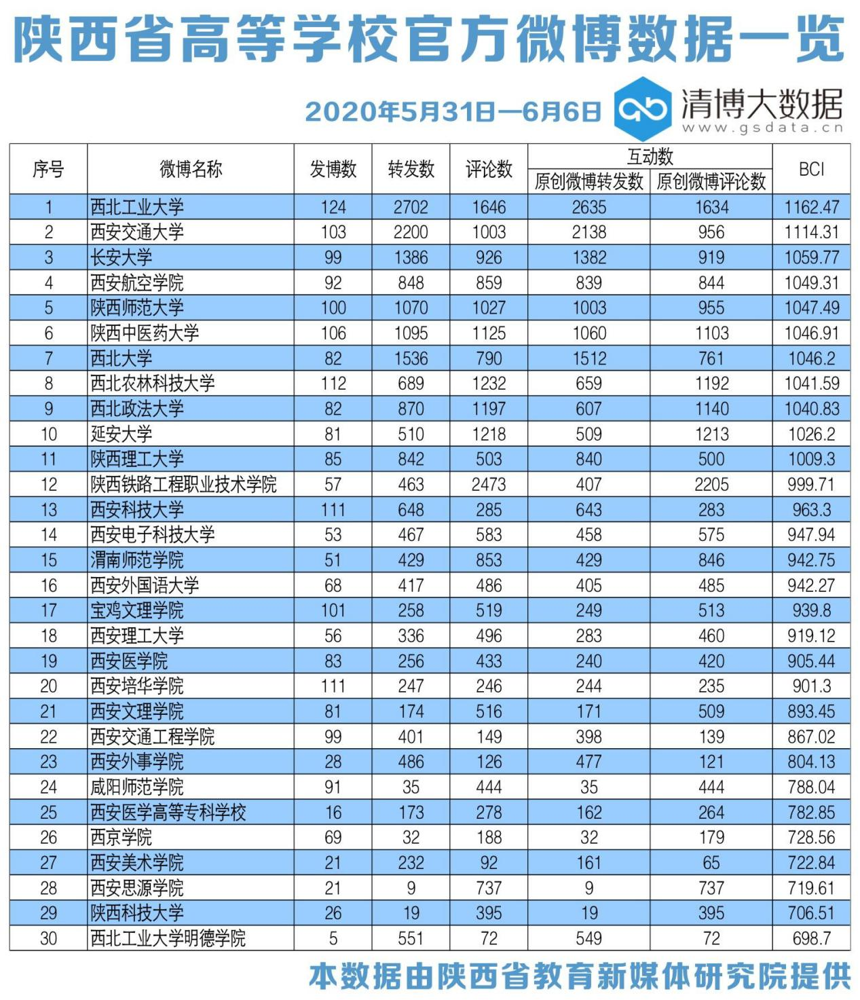 陕西省高等学校官方微博数据一览
2020年5月31日—6月6日
清博大数据
www.gsdata.cn
序号 微博名称 发博数 转发数 评论数 互动数 BCI
原创微博转发数 原创微博评论数
1 西北工业大学 124 2702 1646 2635 1634 1162.47
2 西安交通大学 103 2200 1003 2138 956 1114.31
3 长安大学 99 1386 926 1382 919 1059.77
4 西安航空学院 92 848 859 839 844 1049.31
5 陕西师范大学 100 1070 1027 1003 955 1047.49
6 陕西中医药大学 106 1095 1125 1060 1103 1046.91
7 西北大学 82 1536 790 1512 761 1046.2
8 西北农林科技大学 112 689 1232 659 1192 1041.59
9 西北政法大学 82 870 1197 607 1140 1040.83
10 延安大学 81 510 1218 509 1213 1026.2
11 陕西理工大学 85 842 503 840 500 1009.3
12 陕西铁路工程职业技术学院 57 463 2473 407 2205 999.71
13 西安科技大学 111 648 285 643 283 963.3
14 西安电子科技大学 53 467 583 458 575 947.94
15 渭南师范学院 51 429 853 429 846 942.75
16 西安外国语大学 68 417 486 405 485 942.27
17 宝鸡文理学院 101 258 519 249 513 939.8
18 西安理工大学 56 336 496 283 460 919.12
19 西安医学院 83 256 433 240 420 905.44
20 西安培华学院 111 247 246 244 235 901.3
21 西安文理学院 81 174 516 171 509 893.45
22 西安交通工程学院 99 401 149 398 139 867.02
23 西安外事学院 28 486 126 477 121 804.13
24 咸阳师范学院 91 35 444 35 444 788.04
25 西安医学高等专科学校 16 173 278 162 264 782.85
26 西京学院 69 32 188 32 179 728.56
27 西安美术学院 21 232 92 161 65 722.84
28 西安思源学院 21 9 737 9 737 719.61
29 陕西科技大学 26 19 395 19 395 706.51
30 西北工业大学明德学院 5 551 72 549 72 698.7
本数据由陕西省教育新媒体研究院提供